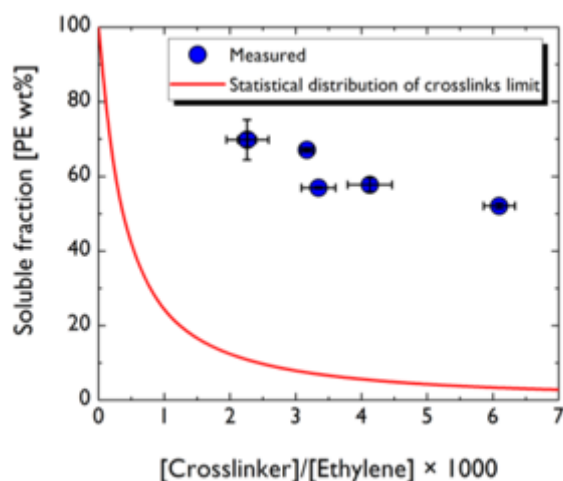 100
80
60
40
20
0
Soluble fraction [PE wt%]
Measured
Statistical distribution of crosslinks limit
0 1 2 3 4 5 6 7
[Crosslinker]/[Ethylene] × 1000